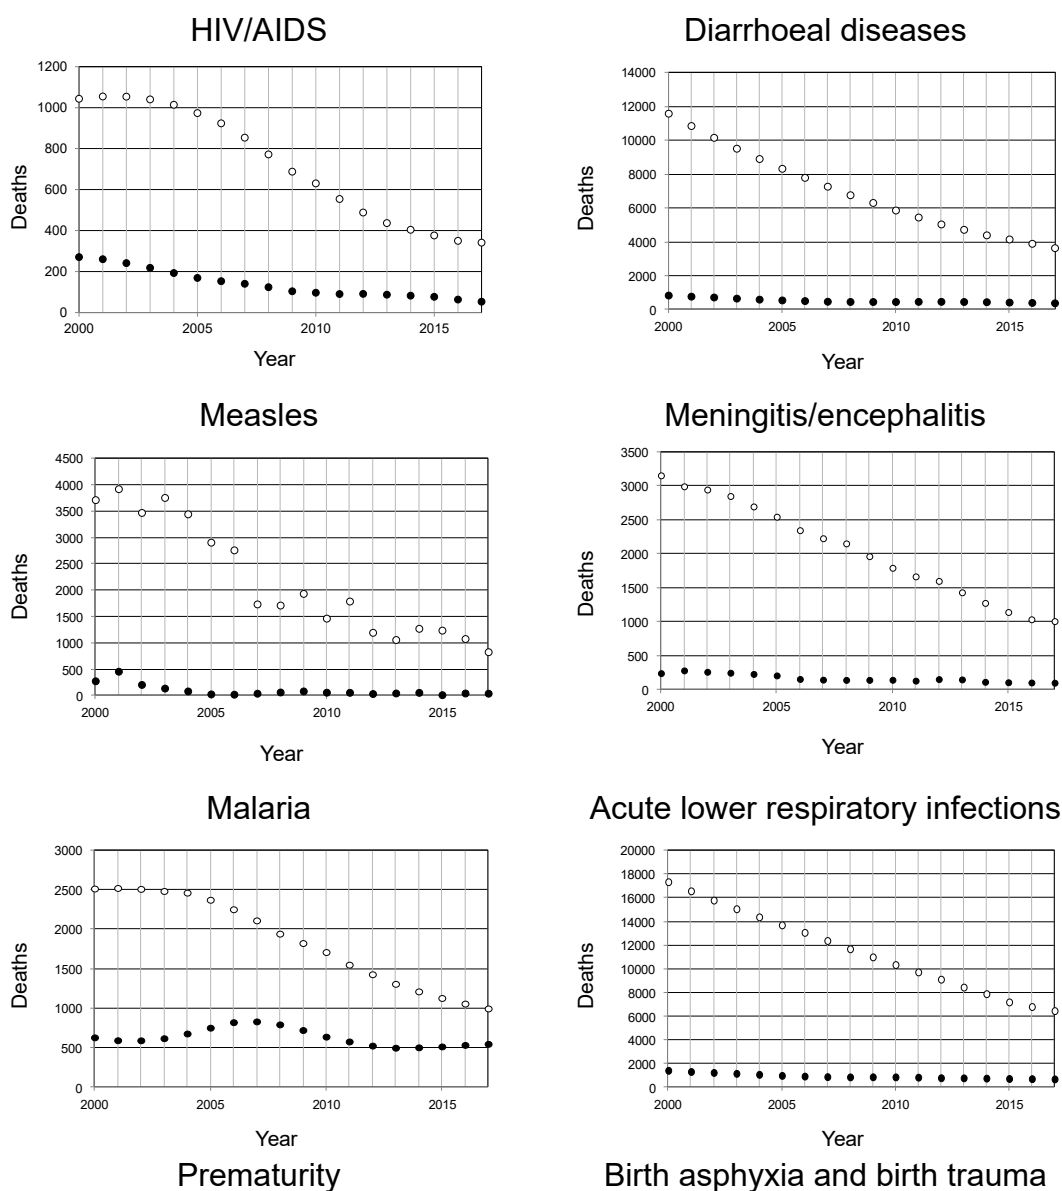 HIV/AIDS
1200
1000
800
600
400
200
0
Deaths
2000 2005 2010 2015
Year
Diarrhoeal diseases
14000
12000
10000
8000
6000
4000
2000
0
Deaths
2000 2005 2010 2015
Year
Measles
4500
4000
3500
3000
2500
2000
1500
1000
500
0
Deaths
2000 2005 2010 2015
Year
Meningitis/encephalitis
3500
3000
2500
2000
1500
1000
500
0
Deaths
2000 2005 2010 2015
Year
Malaria
3000
2500
2000
1500
1000
500
0
Deaths
2000 2005 2010 2015
Year
Acute lower respiratory infections
20000
18000
16000
14000
12000
10000
8000
6000
4000
2000
0
Deaths
2000 2005 2010 2015
Year
Prematurity
Birth asphyxia and birth trauma